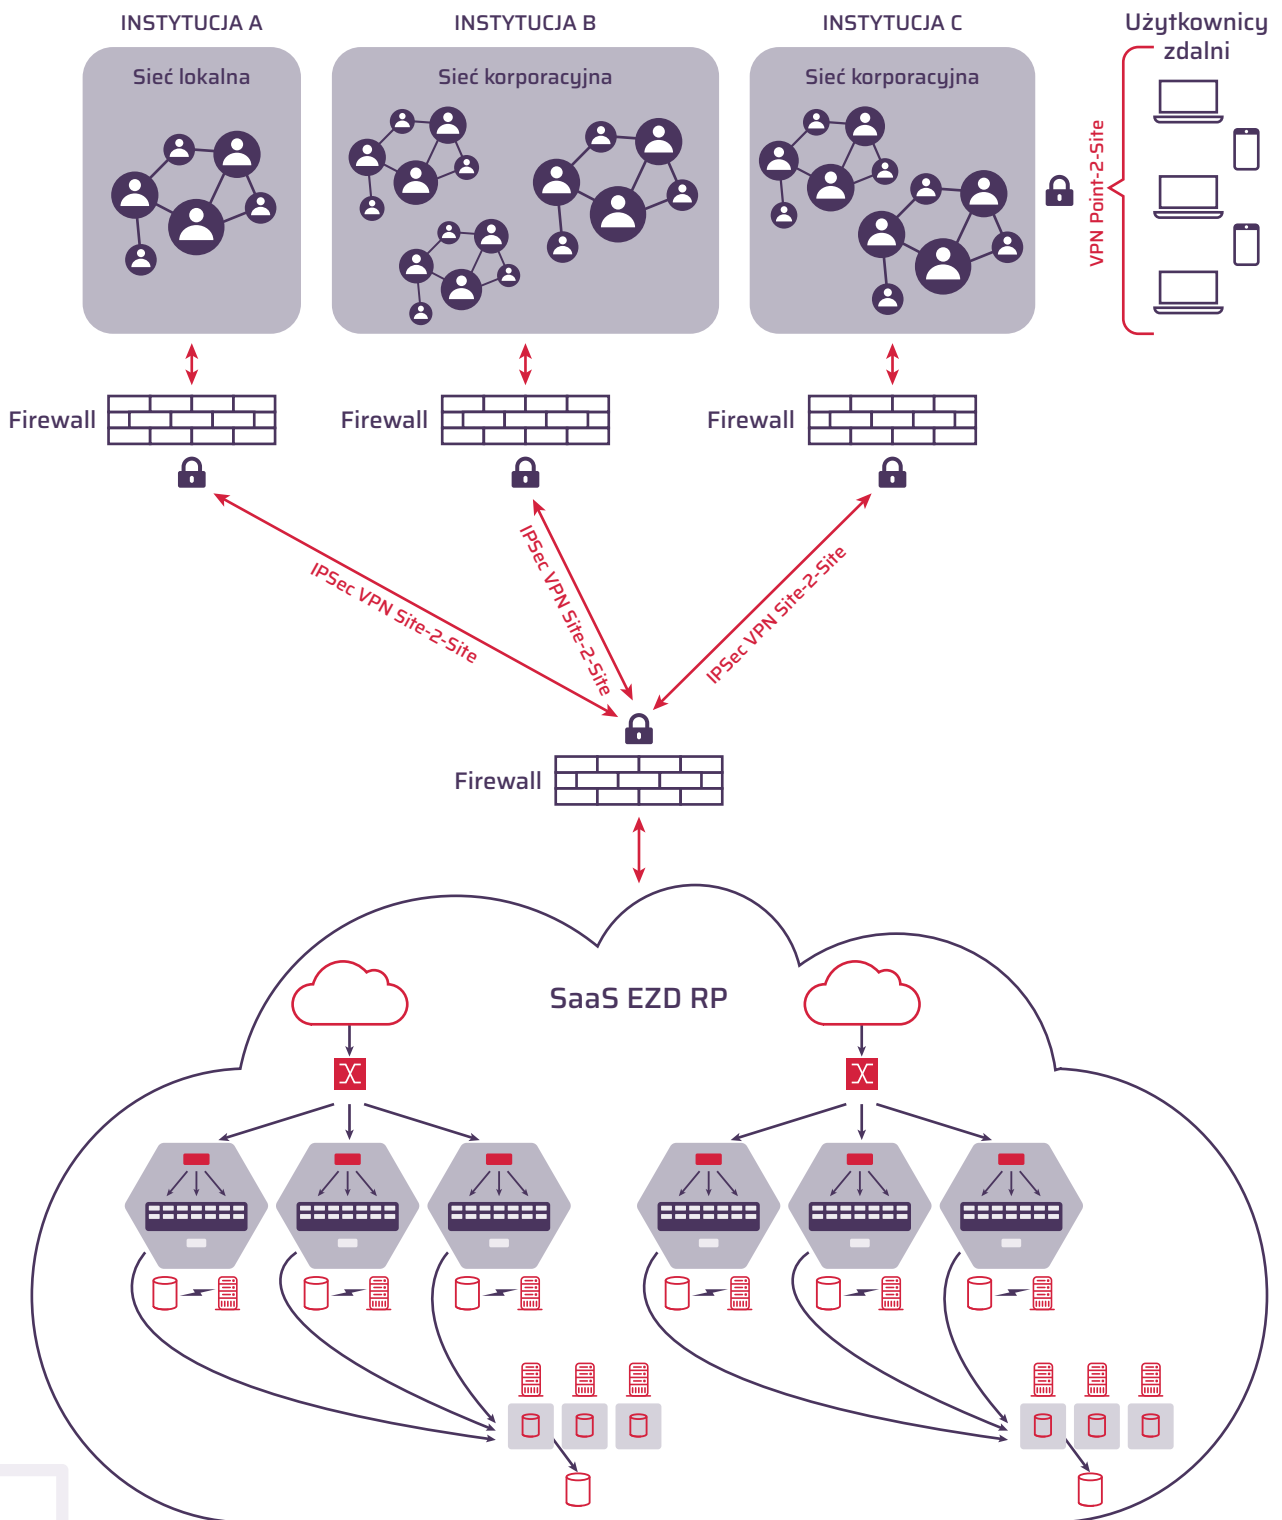 INSTYTUCJA A
INSTYTUCJA B
INSTYTUCJA C
Użytkownicy
zdalni
Sieć lokalna
Sieć korporacyjna
Sieć korporacyjna
VPN Point-2-Site
Firewall
Firewall
Firewall
IPSec VPN Site-2-Site
IPSec VPN Site-2-Site
IPSec VPN Site-2-Site
Firewall
SaaS EZD RP